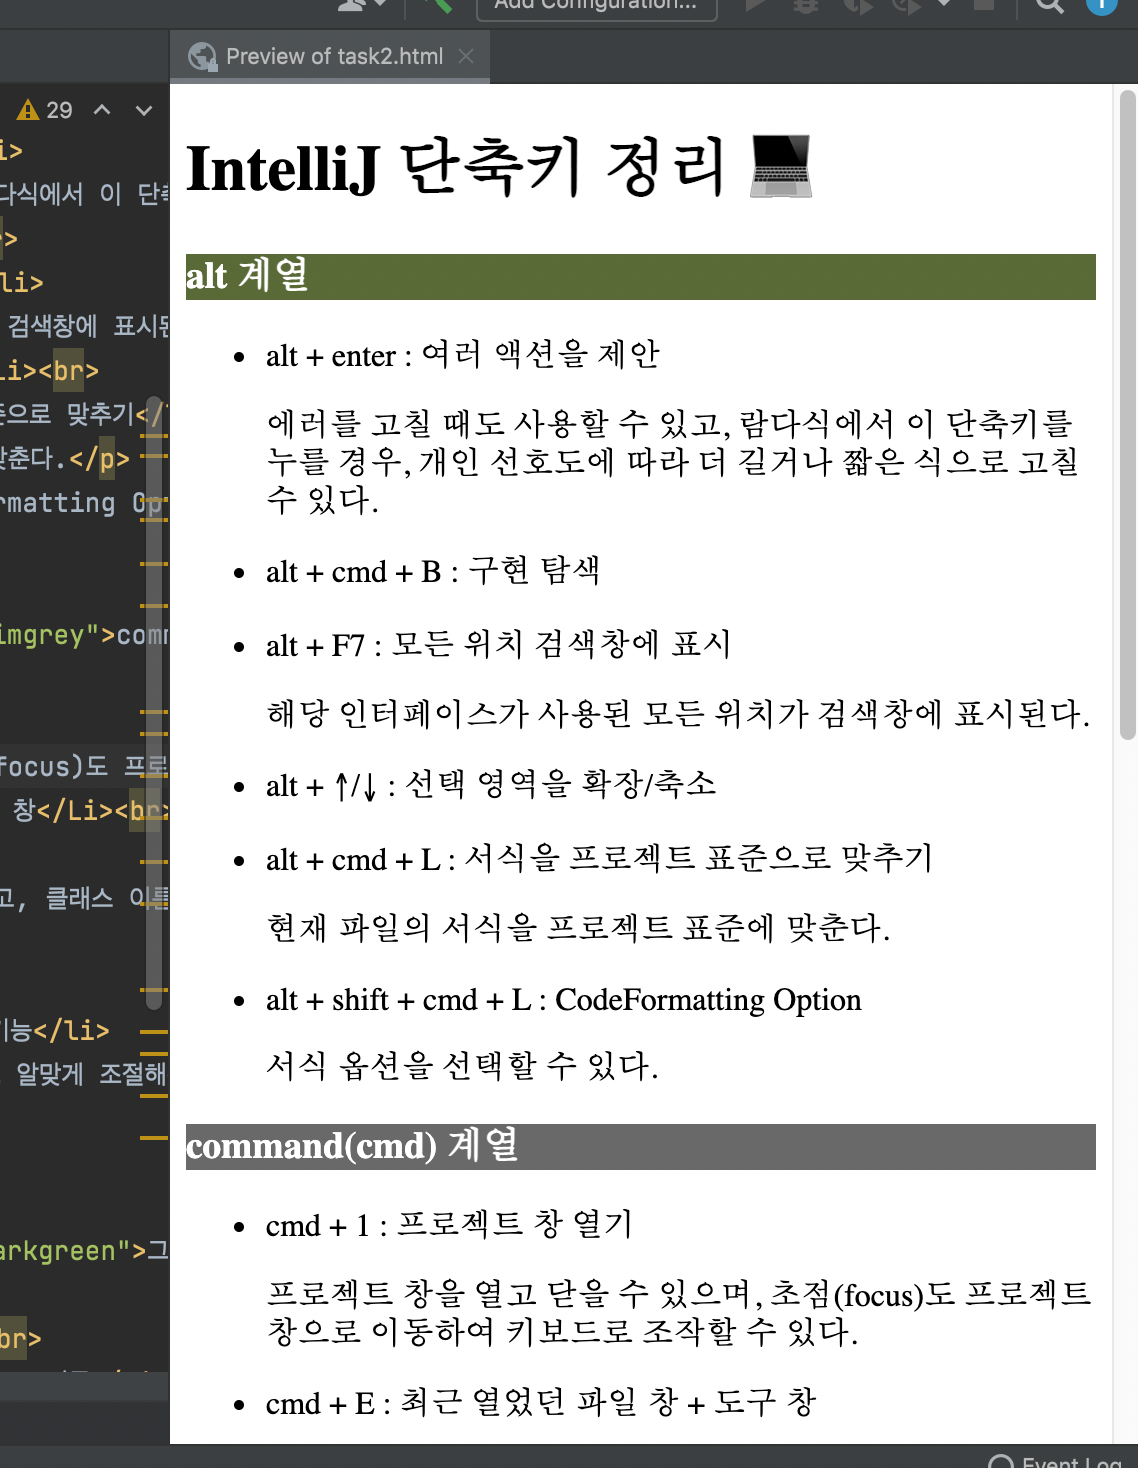 Add Configuration...
Preview of task2.html
29
i>
다식에서 이 단축
>
li>
검색창에 표시된
Li><br>
준으로 맞추기</
맞춘다.</p>
rmatting Op
imgrey">comm
focus)도 프로
창</Li><br>
고, 클래스 이름
기능</li>
알맞게 조절해
arkgreen">그
br>
IntelliJ 단축키 정리 💻
alt 계열
• alt + enter : 여러 액션을 제안
에러를 고칠 때도 사용할 수 있고, 람다식에서 이 단축키를
누를 경우, 개인 선호도에 따라 더 길거나 짧은 식으로 고칠
수 있다.
• alt + cmd + B : 구현 탐색
• alt + F7 : 모든 위치 검색창에 표시
해당 인터페이스가 사용된 모든 위치가 검색창에 표시된다.
• alt + ↑/↓ : 선택 영역을 확장/축소
• alt + cmd + L : 서식을 프로젝트 표준으로 맞추기
현재 파일의 서식을 프로젝트 표준에 맞춘다.
• alt + shift + cmd + L : CodeFormatting Option
서식 옵션을 선택할 수 있다.
command(cmd) 계열
• cmd + 1 : 프로젝트 창 열기
프로젝트 창을 열고 닫을 수 있으며, 초점(focus)도 프로젝트
창으로 이동하여 키보드로 조작할 수 있다.
• cmd + E : 최근 열었던 파일 창 + 도구 창
Event Log